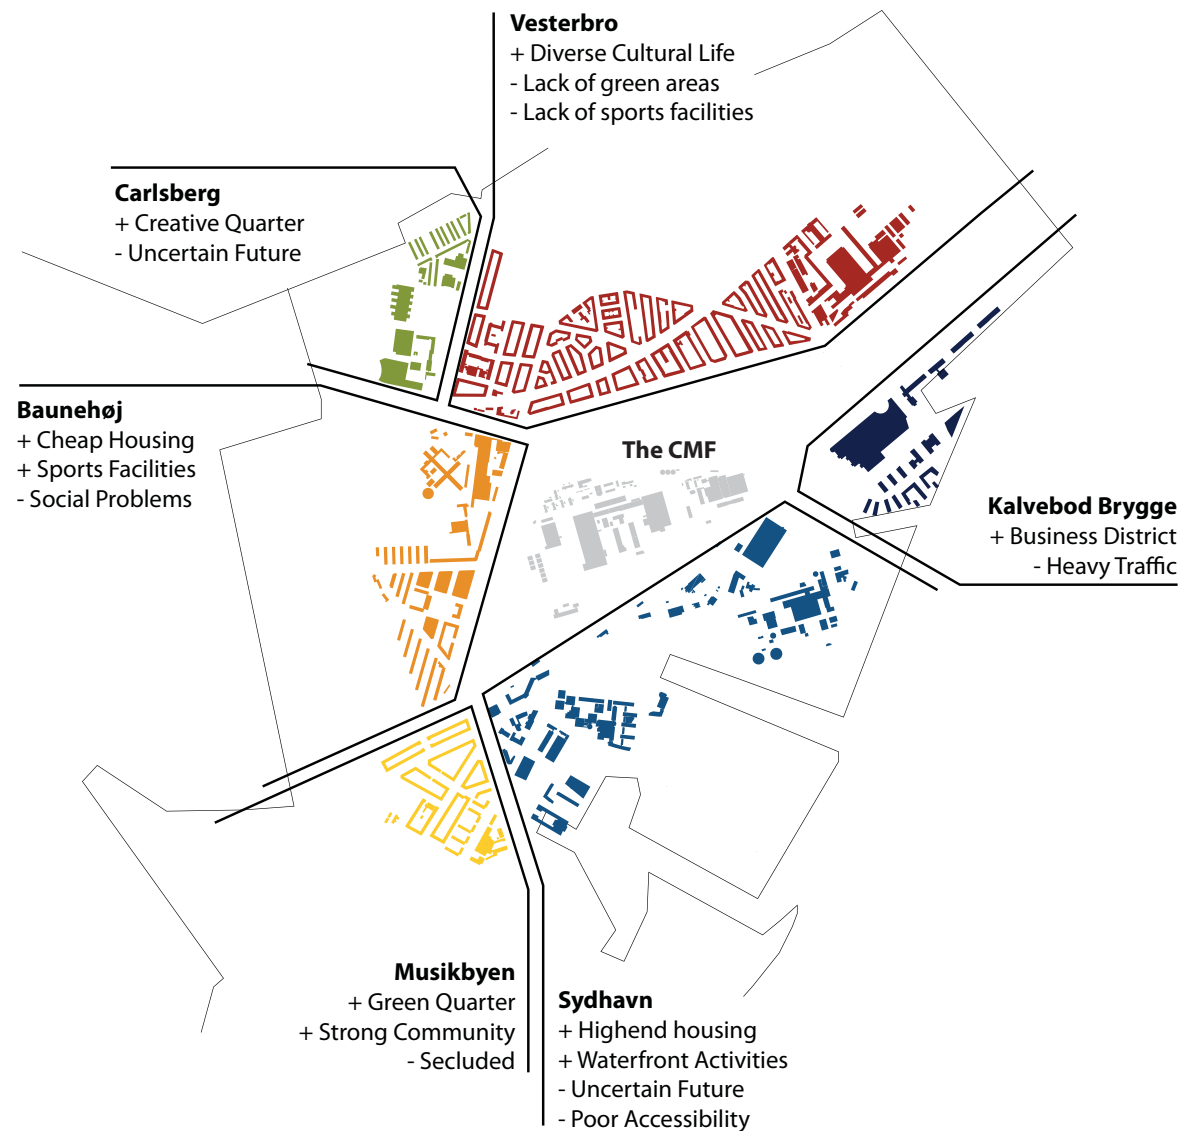 Vesterbro
+ Diverse Cultural Life
- Lack of green areas
- Lack of sports facilities
Carlsberg
+ Creative Quarter
- Uncertain Future
Baunehøj
+ Cheap Housing
+ Sports Facilities
- Social Problems
The CMF
Kalvebod Brygge
+ Business District
- Heavy Traffic
Musikbyen
+ Green Quarter
+ Strong Community
- Secluded
Sydhavn
+ Highend housing
+ Waterfront Activities
- Uncertain Future
- Poor Accessibility